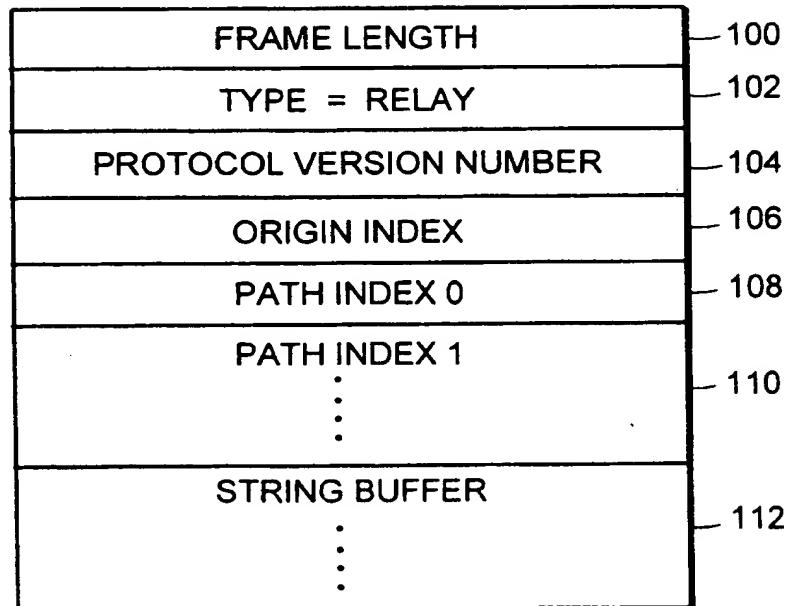 FRAME LENGTH 100
TYPE = RELAY 102
PROTOCOL VERSION NUMBER 104
ORIGIN INDEX 106
PATH INDEX 0 108
PATH INDEX 1
110
STRING BUFFER
112